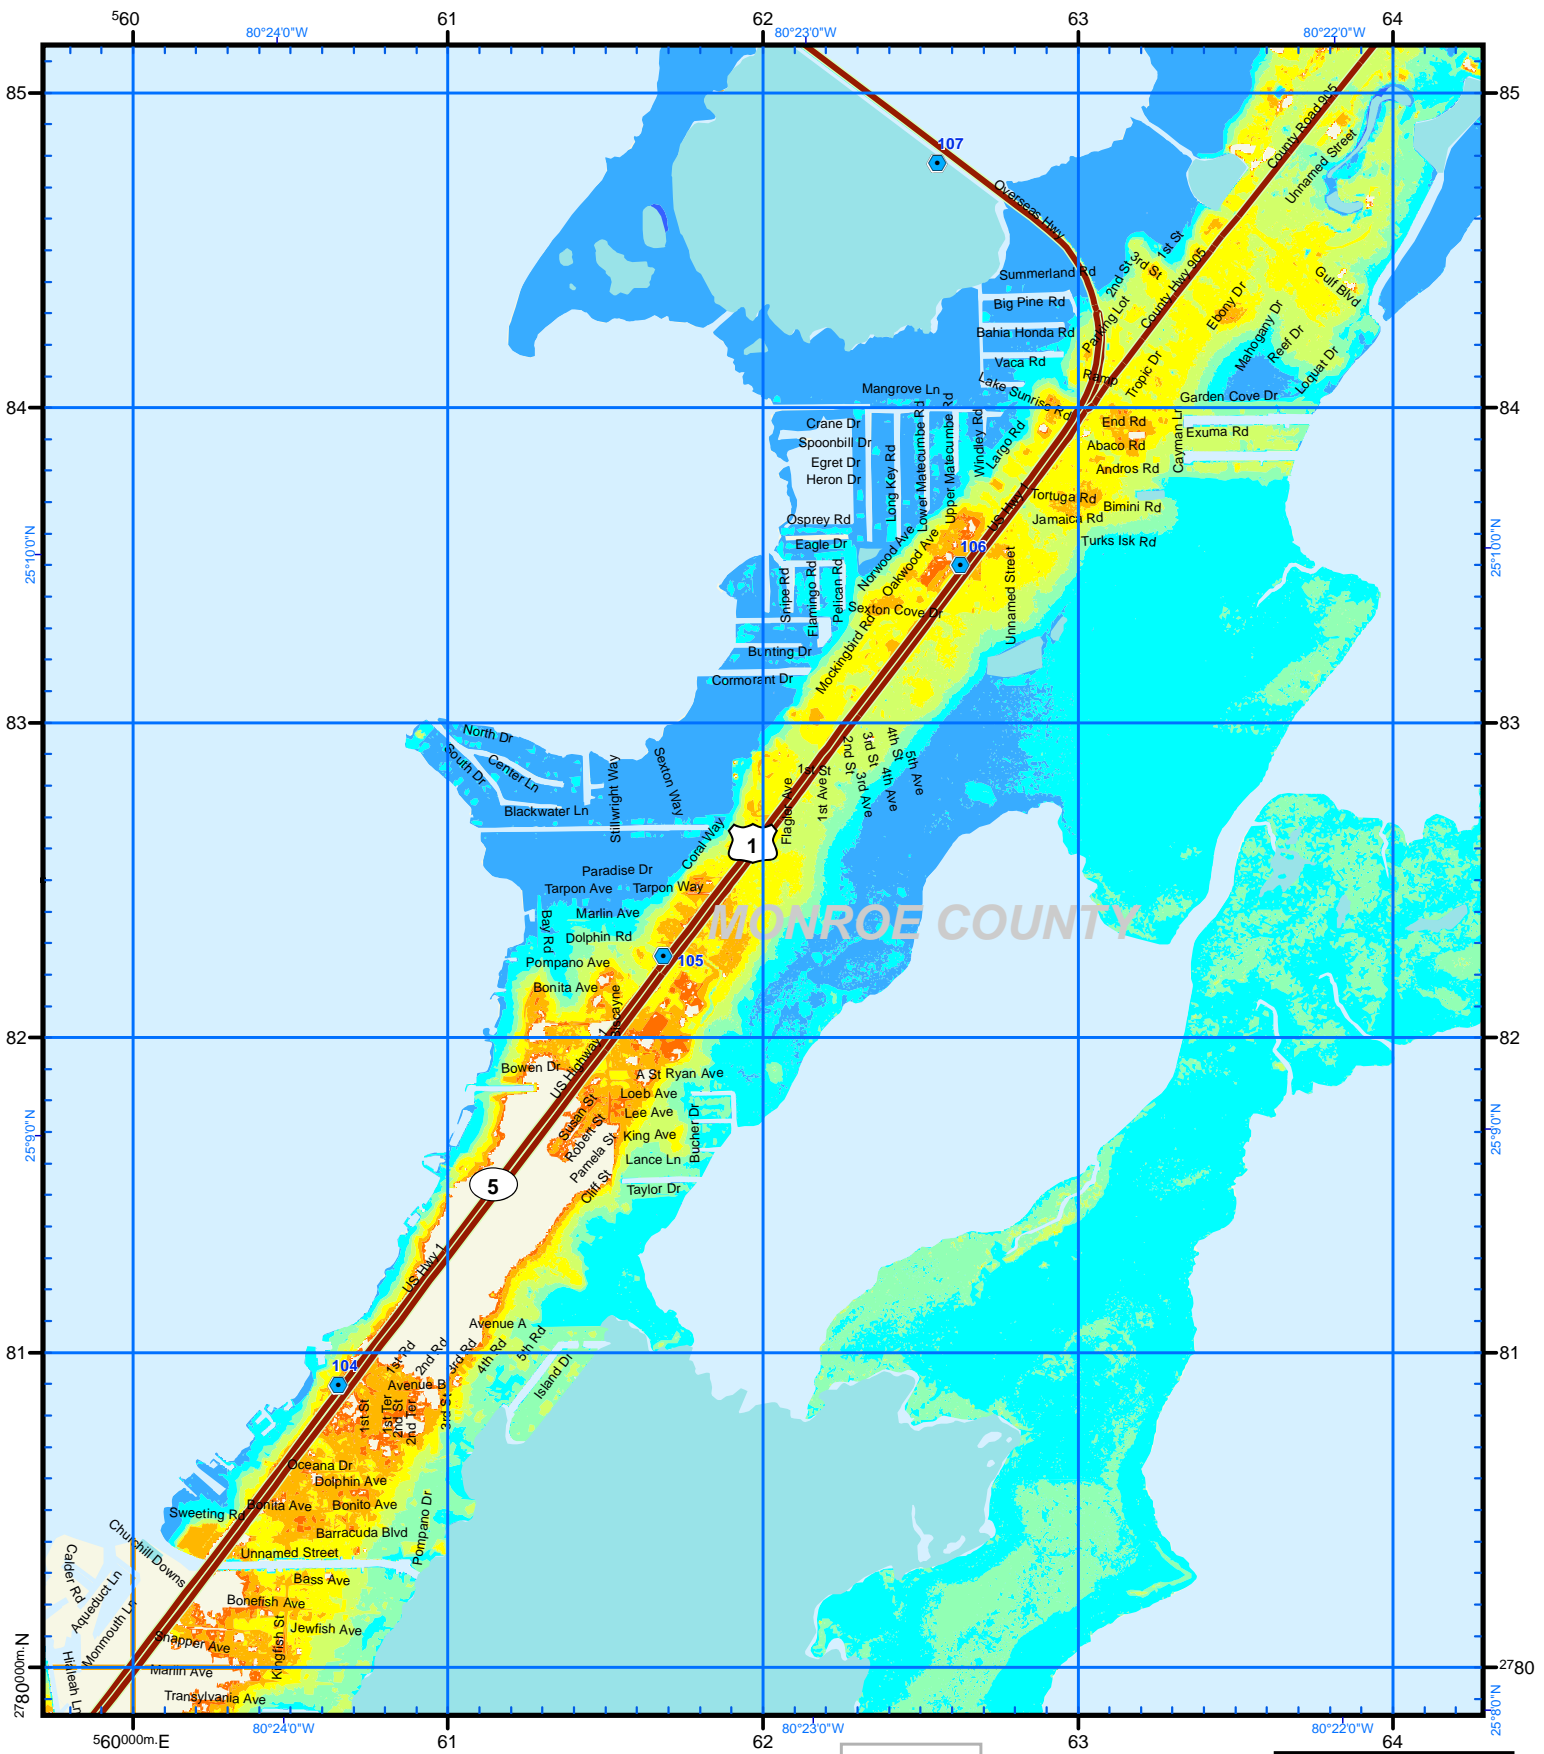 560 61 62 63 64
80°24'0"W 80°23'0"W 80°22'0"W
85 85
107
County Road 905
Unnamed Street
Overseas Hwy
1st St
3rd St
2nd St
County Hwy 905
Summerland Rd
Gulf Blvd
Big Pine Rd
Parking Lot
Ebony Dr
Bahia Honda Rd
Mahogany Dr
Reef Dr
Vaca Rd
Loquat Dr
Tropic Dr
Ramp
Lake Sunrise Rd
Mangrove Ln
Garden Cove Dr
84 84
Crane Dr
End Rd
Exuma Rd
Cayman Ln
Spoonbill Dr
Abaco Rd
Largo Rd
Windley Rd
Upper Matecumbe Rd
Lower Matecumbe Rd
Long Key Rd
Egret Dr
Andros Rd
Heron Dr
Tortuga Rd
US Hwy 1
Bimini Rd
Osprey Rd
Jamaica Rd
Turks Isk Rd
Eagle Dr
106
Norwood Ave
Oakwood Ave
25°10'0"N 25°10'0"N
Snipe Rd
Flamingo Rd
Pelican Rd
Unnamed Street
Sexton Cove Dr
Mockingbird Rd
Bunting Dr
Cormorant Dr
83 83
North Dr
South Dr
Center Ln
Stillwright Way
Sexton Way
2nd St
3rd St
4th St
5th Ave
1st St
1st Ave
3rd Ave
4th Ave
Flagler Ave
Blackwater Ln
Coral Way
1
Paradise Dr
Tarpon Ave
Tarpon Way
Marlin Ave
Bay Rd
MONROE COUNTY
Dolphin Rd
Pompano Ave
105
Bonita Ave
Biscayne
82 82
US Highway 1
Bowen Dr
A St
Ryan Ave
Loeb Ave
Susan St
Lee Ave
Robert St
King Ave
Bucher Dr
25°9'0"N 25°9'0"N
Pamela St
Lance Ln
Cliff St
Taylor Dr
5
US Hwy 1
Avenue A
81 81
104
1st Rd
2nd Rd
3rd Rd
4th Rd
5th Rd
Island Dr
Avenue B
1st St
1st Ter
2nd St
2nd Ter
3rd St
Oceana Dr
Dolphin Ave
Bonita Ave
Bonito Ave
Sweeting Rd
Barracuda Blvd
Pompano Dr
Churchill Downs
Unnamed Street
Calder Rd
Aqueduct Ln
Bass Ave
Bonefish Ave
Monmouth Ln
Jewfish Ave
Snapper Ave
Kingfish St
Hialeah Ln
Marlin Ave
Transylvania Ave
2780000m.N 2780
25°8'0"N
80°24'0"W 80°23'0"W 80°22'0"W
560000m.E 61 62 63 64